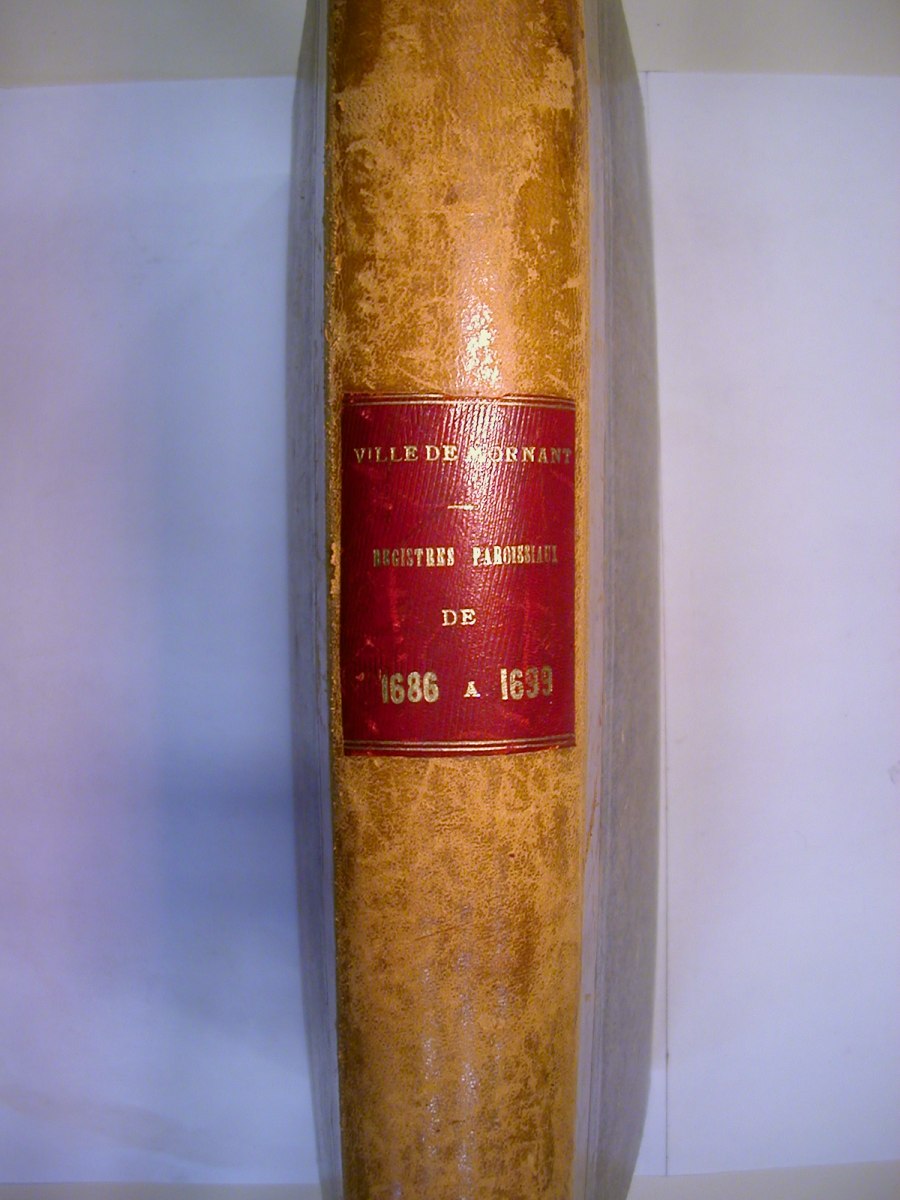 VILLE DE MORNANT
REGISTRES PAROISSIAUX
DE
1686 A 1699